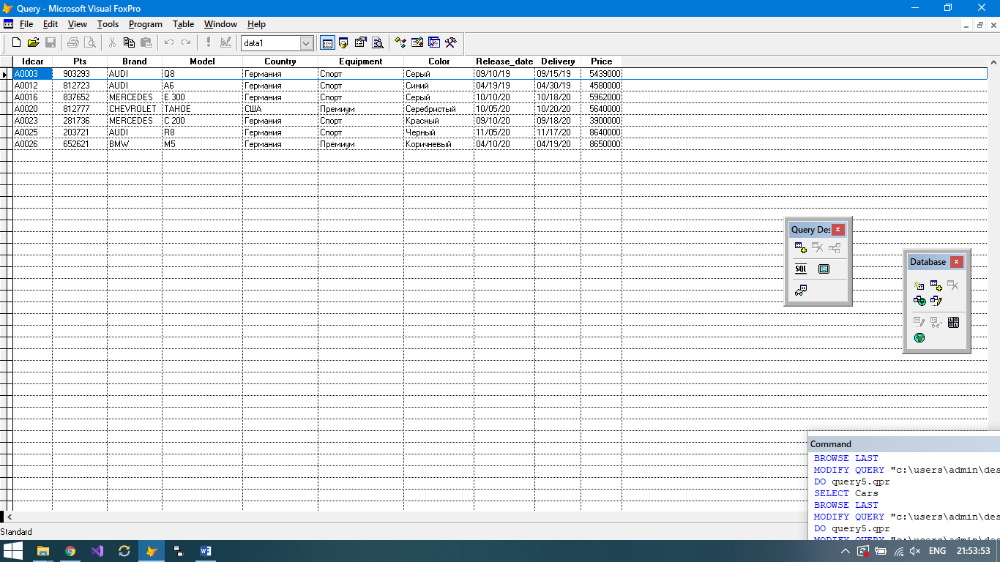 Query - Microsoft Visual FoxPro
File Edit View Tools Program Table Window Help
data1
Idcar Pts Brand Model Country Equipment Color Release_date Delivery Price
A0003 903293 AUDI Q8 Германия Спорт Серый 09/10/19 09/15/19 5439000
A0012 812723 AUDI A6 Германия Спорт Синий 04/19/19 04/30/19 4580000
A0016 837652 MERCEDES E 300 Германия Спорт Серый 10/10/20 10/18/20 5962000
A0020 812777 CHEVROLET TAHOE США Премиум Серебристый 10/05/20 10/20/20 5640000
A0023 281736 MERCEDES C 200 Германия Спорт Красный 09/10/20 09/18/20 3900000
A0025 203721 AUDI R8 Германия Спорт Черный 11/05/20 11/17/20 8640000
A0026 652621 BMW M5 Германия Премиум Коричневый 04/10/20 04/19/20 8650000
Query Des
SQL
Database
Command
BROWSE LAST
MODIFY QUERY "c:\users\admin\des
DO query5.qpr
SELECT Cars
BROWSE LAST
MODIFY QUERY "c:\users\admin\des
DO query5.qpr
MODIFY QUERY "c:\users\admin\des
Standard
ENG 21:53:53